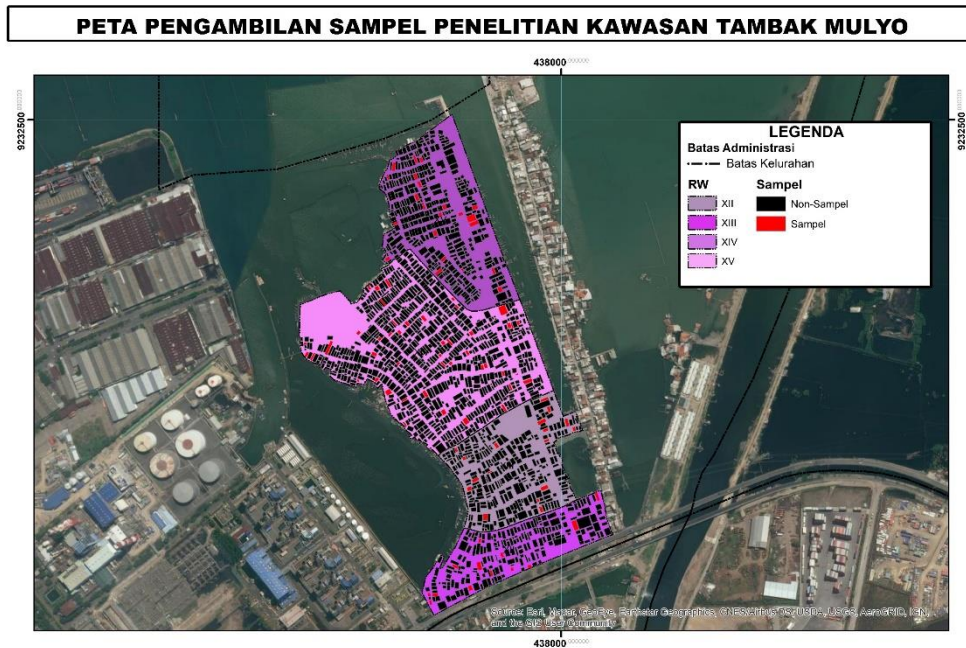 PETA PENGAMBILAN SAMPEL PENELITIAN KAWASAN TAMBAK MULYO
438000
9232500
9232500
LEGENDA
Batas Administrasi
Batas Kelurahan
RW Sampel
XII Non-Sampel
XIII Sampel
XIV
XV
Source: Esri, Maxar, GeoEye, Earthstar Geographics, CNES/Airbus DS, USDA, USGS, AeroGRID, IGN,
and the GIS User Community
438000